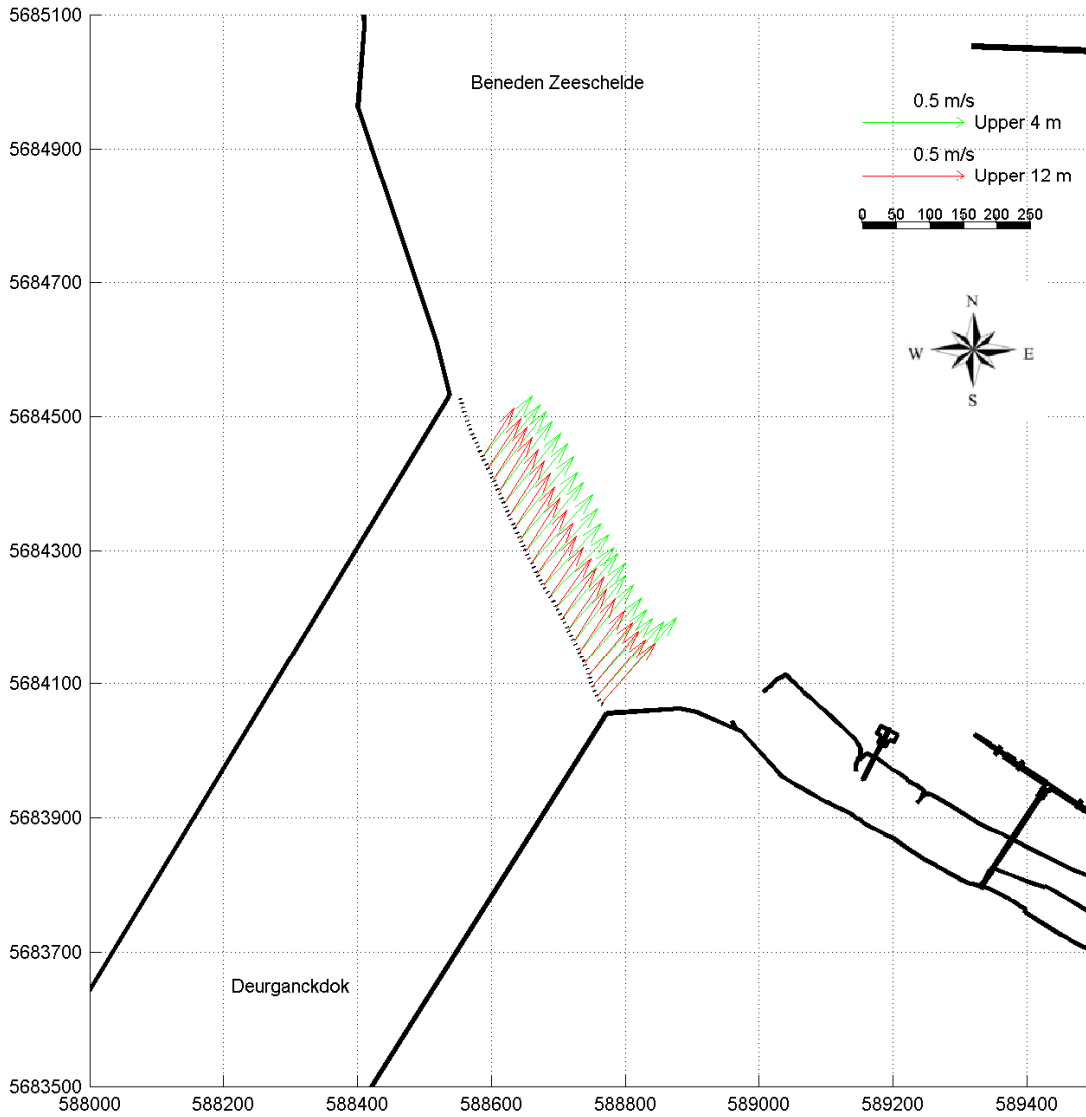 5685100
Beneden Zeeschelde
0.5 m/s
Upper 4 m
5684900
0.5 m/s
Upper 12 m
0 50 100 150 200 250
5684700
N
W E
S
5684500
5684300
5684100
5683900
5683700
Deurganckdok
5683500
588000 588200 588400 588600 588800 589000 589200 589400